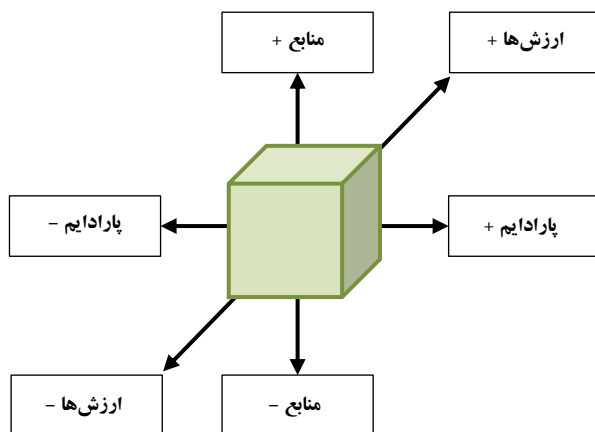 منابع +
ارزش‌ها +
پارادایم –
پارادایم +
ارزش‌ها –
منابع –